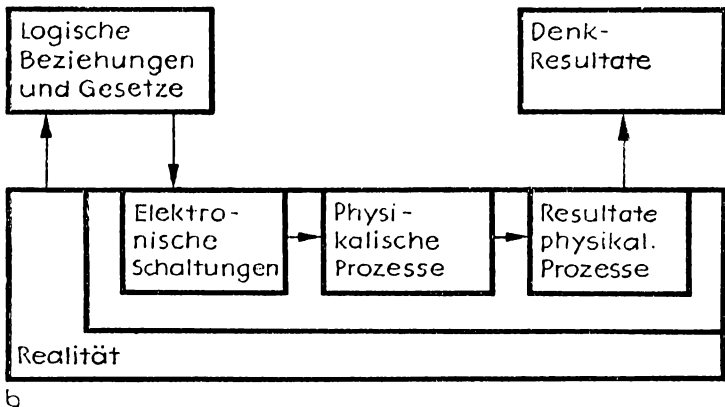 Logische
Beziehungen
und Gesetze
Denk-
Resultate
Elektro-
nische
Schaltungen
Physi-
kalische
Prozesse
Resultate
physikal.
Prozesse
Realität
b